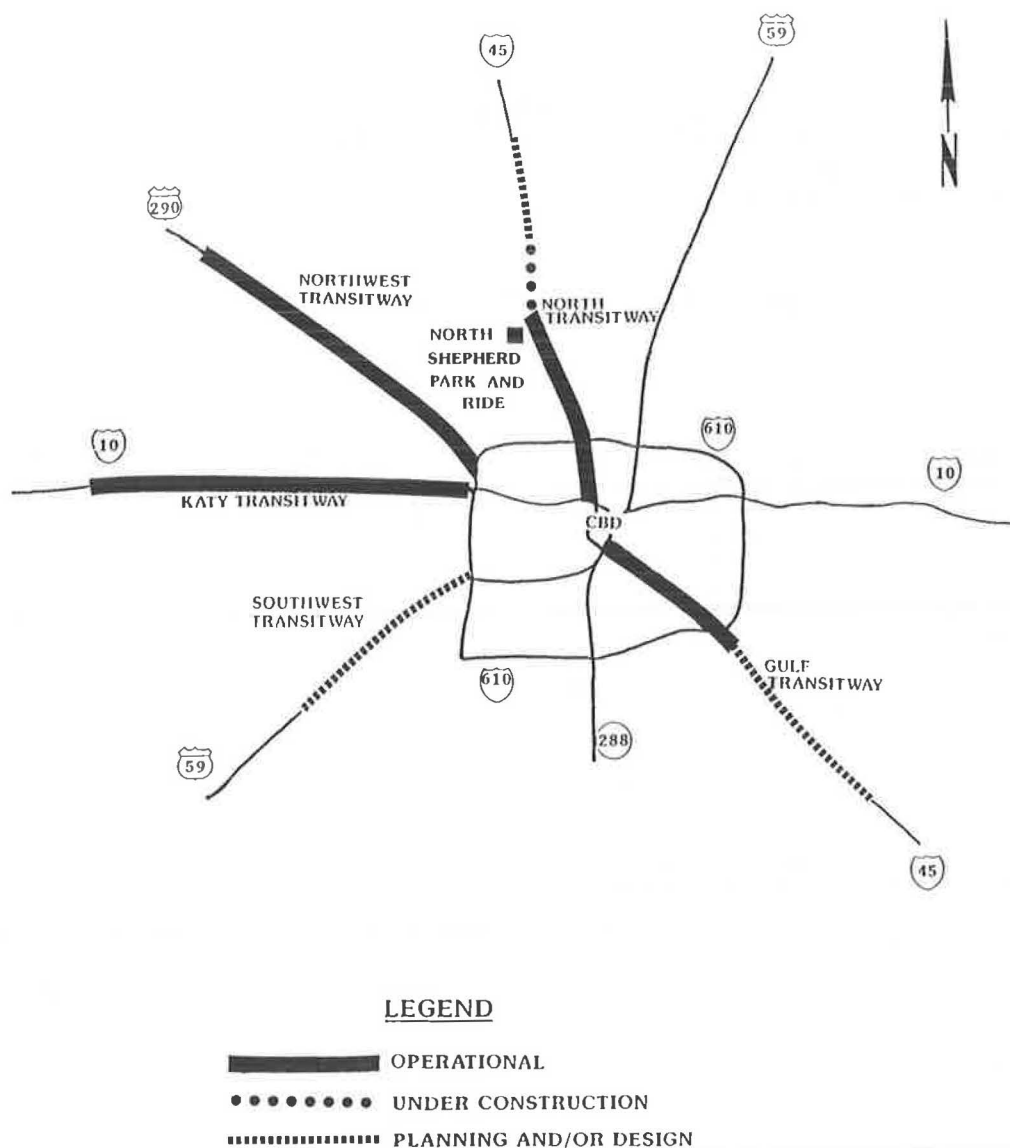 45
59
N
290
NORTHWEST
TRANSITWAY
NORTH
TRANSITWAY
NORTH
SHEPHERD
PARK AND
RIDE
610
10
10
KATY TRANSITWAY
CBD
SOUTHWEST
TRANSITWAY
GULF
TRANSITWAY
610
288
59
45
LEGEND
OPERATIONAL
UNDER CONSTRUCTION
PLANNING AND/OR DESIGN